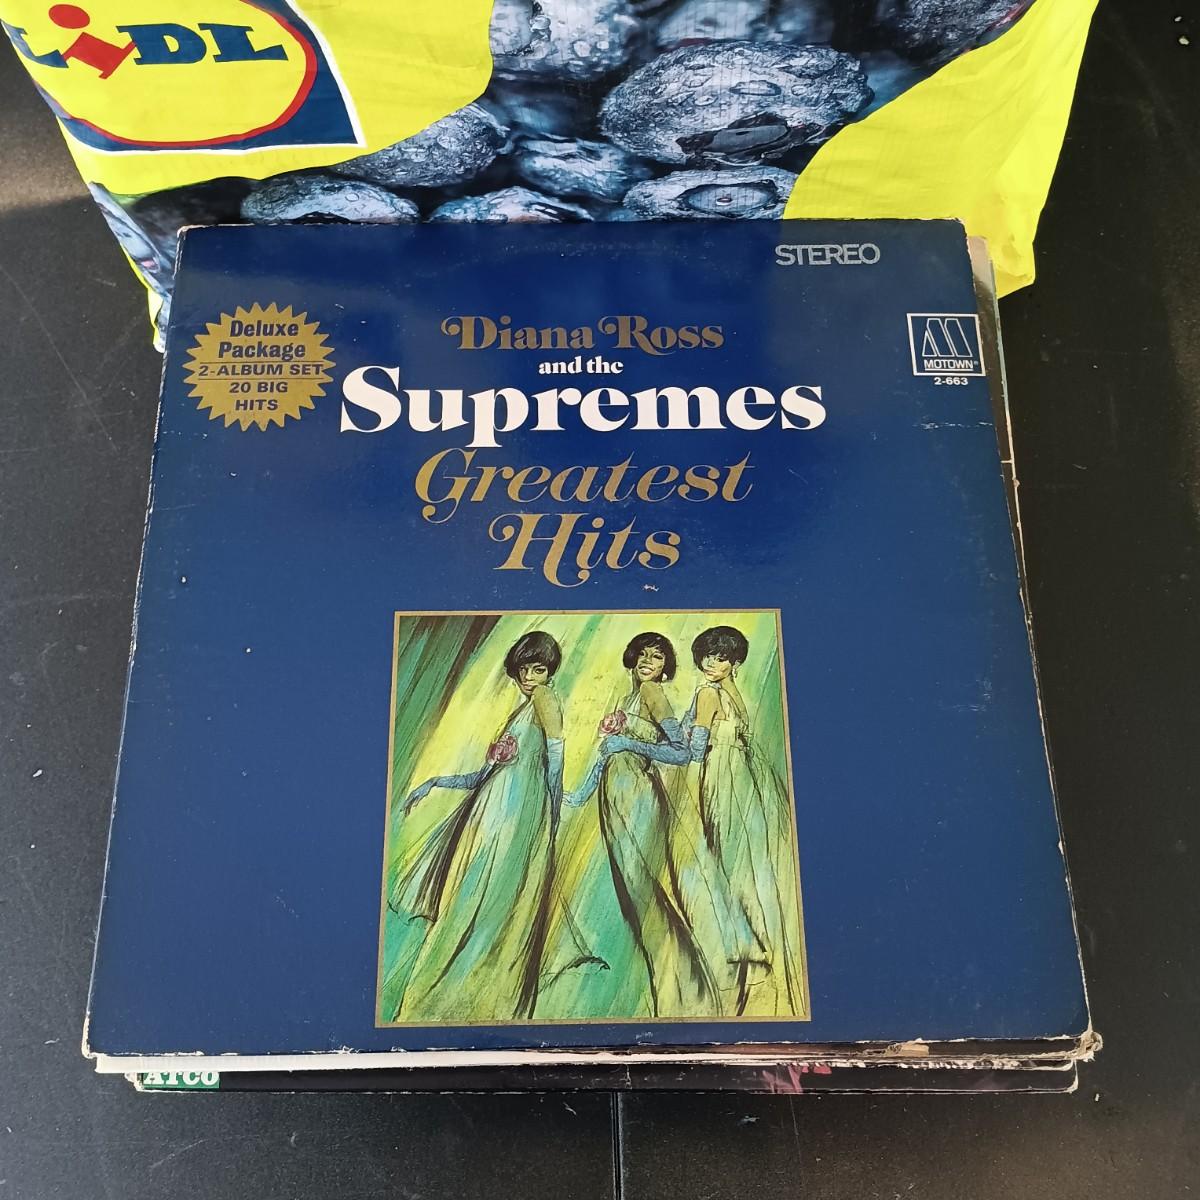 LiDL
STEREO
Deluxe
Package
2-ALBUM SET
20 BIG
HITS
Diana Ross
and the
Supremes
Greatest
Hits
MOTOWN®
2-663
ATCO